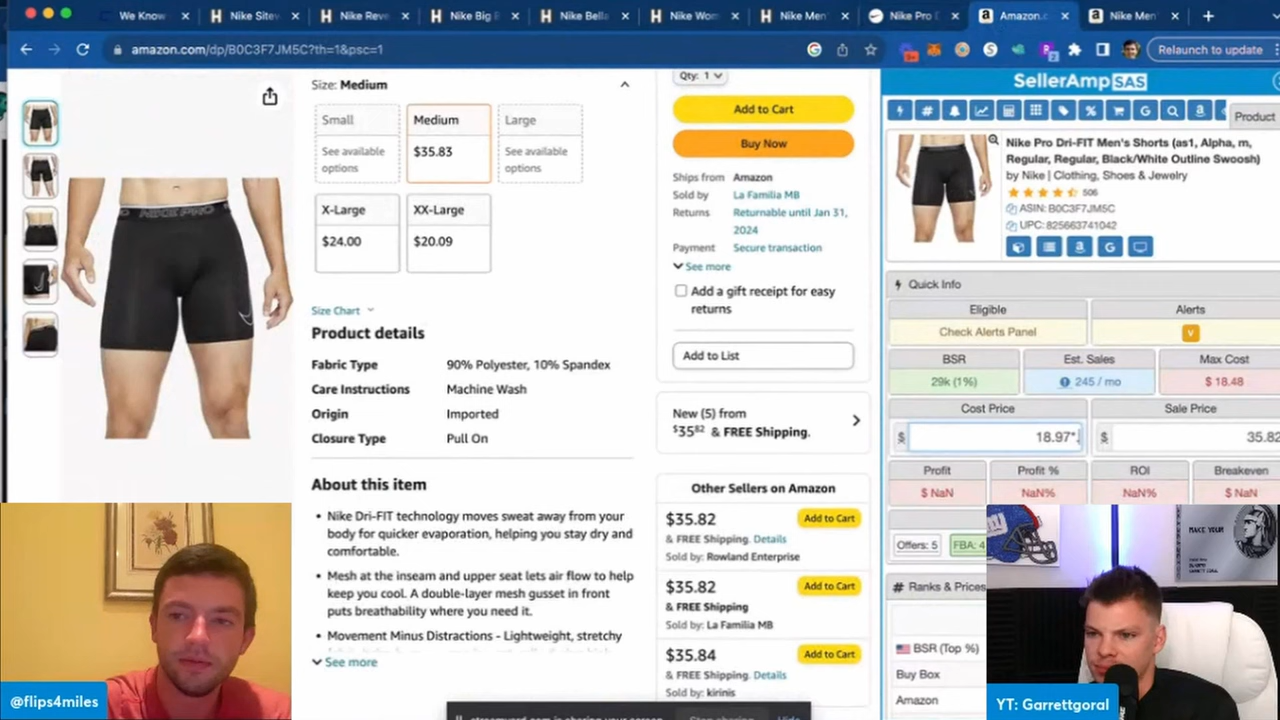 We Know
Nike Sitev
Nike Reve
Nike Big
Nike Bella
Nike Wom
Nike Men'
Nike Pro
Amazon.c
Nike Men
amazon.com/dp/B0C3F7JM5C?th=1&psc=1
Relaunch to update
Size: Medium
Small
See available
options
Medium
$35.83
Large
See available
options
X-Large
$24.00
XX-Large
$20.09
Size Chart
Product details
Fabric Type 90% Polyester, 10% Spandex
Care Instructions Machine Wash
Origin Imported
Closure Type Pull On
About this item
• Nike Dri-FIT technology moves sweat away from your
body for quicker evaporation, helping you stay dry and
comfortable.
• Mesh at the inseam and upper seat lets air flow to help
keep you cool. A double-layer mesh gusset in front
puts breathability where you need it.
• Movement Minus Distractions - Lightweight, stretchy
See more
Qty: 1
Add to Cart
Buy Now
Ships from Amazon
Sold by La Familia MB
Returns Returnable until Jan 31,
2024
Payment Secure transaction
See more
Add a gift receipt for easy
returns
Add to List
New (5) from
$35.82 & FREE Shipping.
Other Sellers on Amazon
$35.82 Add to Cart
& FREE Shipping. Details
Sold by: Rowland Enterprise
$35.82 Add to Cart
& FREE Shipping
Sold by: La Familia MB
$35.84 Add to Cart
& FREE Shipping. Details
Sold by: kirinis
SellerAmp SAS
Product
Nike Pro Dri-FIT Men's Shorts (as1, Alpha, m,
Regular, Regular, Black/White Outline Swoosh)
by Nike | Clothing, Shoes & Jewelry
506
ASIN: B0C3F7JM5C
UPC: 825663741042
Quick Info
Eligible Alerts
Check Alerts Panel V
BSR Est. Sales Max Cost
29k (1%) 245 / mo $ 18.48
Cost Price Sale Price
$ 18.97*. $ 35.82
Profit Profit % ROI Breakeven
$ NaN NaN% NaN% $ NaN
Offers: 5 FBA: 4
Ranks & Prices
BSR (Top %)
Buy Box
Amazon
NIKE PRO
MAKE YOUR
@flips4miles
YT: Garrettgoral